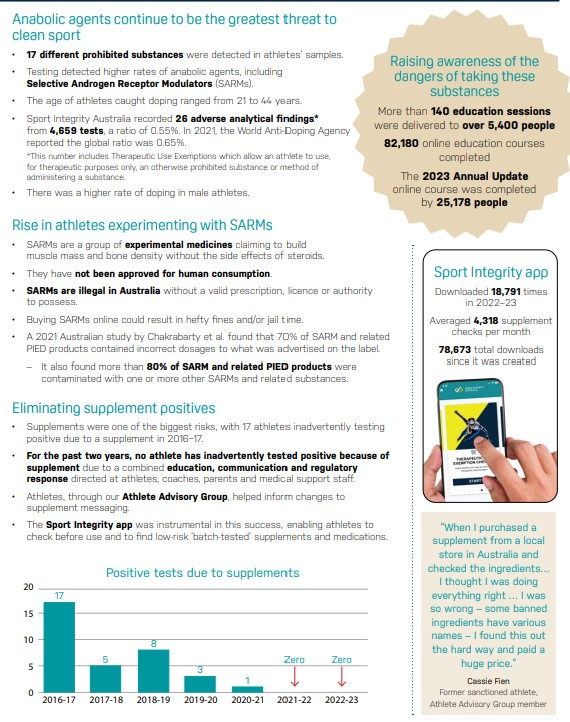 Anabolic agents continue to be the greatest threat to
clean sport
• 17 different prohibited substances were detected in athletes' samples.
• Testing detected higher rates of anabolic agents, including
Selective Androgen Receptor Modulators (SARMs).
• The age of athletes caught doping ranged from 21 to 44 years.
• Sport Integrity Australia recorded 26 adverse analytical findings*
from 4,659 tests, a ratio of 0.55%. In 2021, the World Anti-Doping Agency
reported the global ratio was 0.65%.
*This number includes Therapeutic Use Exemptions which allow an athlete to use,
for therapeutic purposes only, an otherwise prohibited substance or method of
administering a substance.
• There was a higher rate of doping in male athletes.
Raising awareness of the
dangers of taking these
substances
More than 140 education sessions
were delivered to over 5,400 people
82,180 online education courses
completed
The 2023 Annual Update
online course was completed
by 25,178 people
Rise in athletes experimenting with SARMs
• SARMs are a group of experimental medicines claiming to build
muscle mass and bone density without the side effects of steroids.
• They have not been approved for human consumption.
• SARMs are illegal in Australia without a valid prescription, licence or authority
to possess.
• Buying SARMs online could result in hefty fines and/or jail time.
• A 2021 Australian study by Chakrabarty et al. found that 70% of SARM and related
PIED products contained incorrect dosages to what was advertised on the label.
– It also found more than 80% of SARM and related PIED products were
contaminated with one or more other SARMs and related substances.
Sport Integrity app
Downloaded 18,791 times
in 2022–23
Averaged 4,318 supplement
checks per month
78,673 total downloads
since it was created
THERAPEUTIC
EXEMPTION
START
Eliminating supplement positives
• Supplements were one of the biggest risks, with 17 athletes inadvertently testing
positive due to a supplement in 2016–17.
• For the past two years, no athlete has inadvertently tested positive because of
supplement due to a combined education, communication and regulatory
response directed at athletes, coaches, parents and medical support staff.
• Athletes, through our Athlete Advisory Group, helped inform changes to
supplement messaging.
• The Sport Integrity app was instrumental in this success, enabling athletes to
check before use and to find low-risk 'batch-tested' supplements and medications.
Positive tests due to supplements
20
15
10
5
0
17
5
8
3
1
Zero
Zero
2016-17
2017-18
2018-19
2019-20
2020-21
2021-22
2022-23
"When I purchased a
supplement from a local
store in Australia and
checked the ingredients…
I thought I was doing
everything right … I was
so wrong – some banned
ingredients have various
names – I found this out
the hard way and paid a
huge price."
Cassie Fien
Former sanctioned athlete,
Athlete Advisory Group member